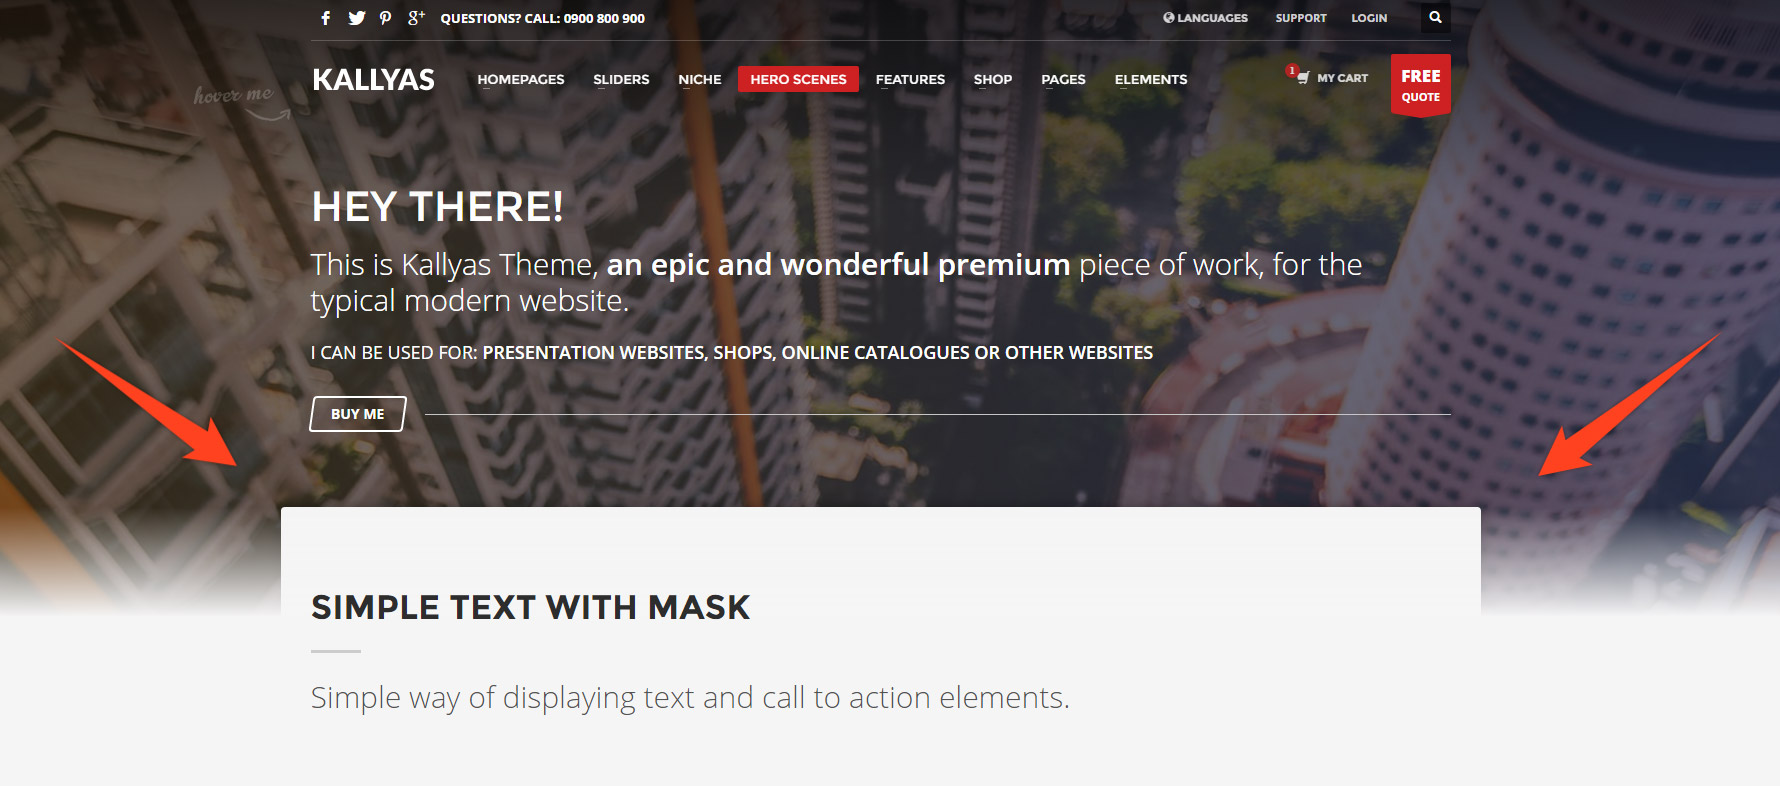 QUESTIONS? CALL: 0900 800 900
LANGUAGES SUPPORT LOGIN
hover me
KALLYAS
HOMEPAGES SLIDERS NICHE HERO SCENES FEATURES SHOP PAGES ELEMENTS
1 MY CART
FREE
QUOTE
HEY THERE!
This is Kallyas Theme, an epic and wonderful premium piece of work, for the
typical modern website.
I CAN BE USED FOR: PRESENTATION WEBSITES, SHOPS, ONLINE CATALOGUES OR OTHER WEBSITES
BUY ME
SIMPLE TEXT WITH MASK
Simple way of displaying text and call to action elements.